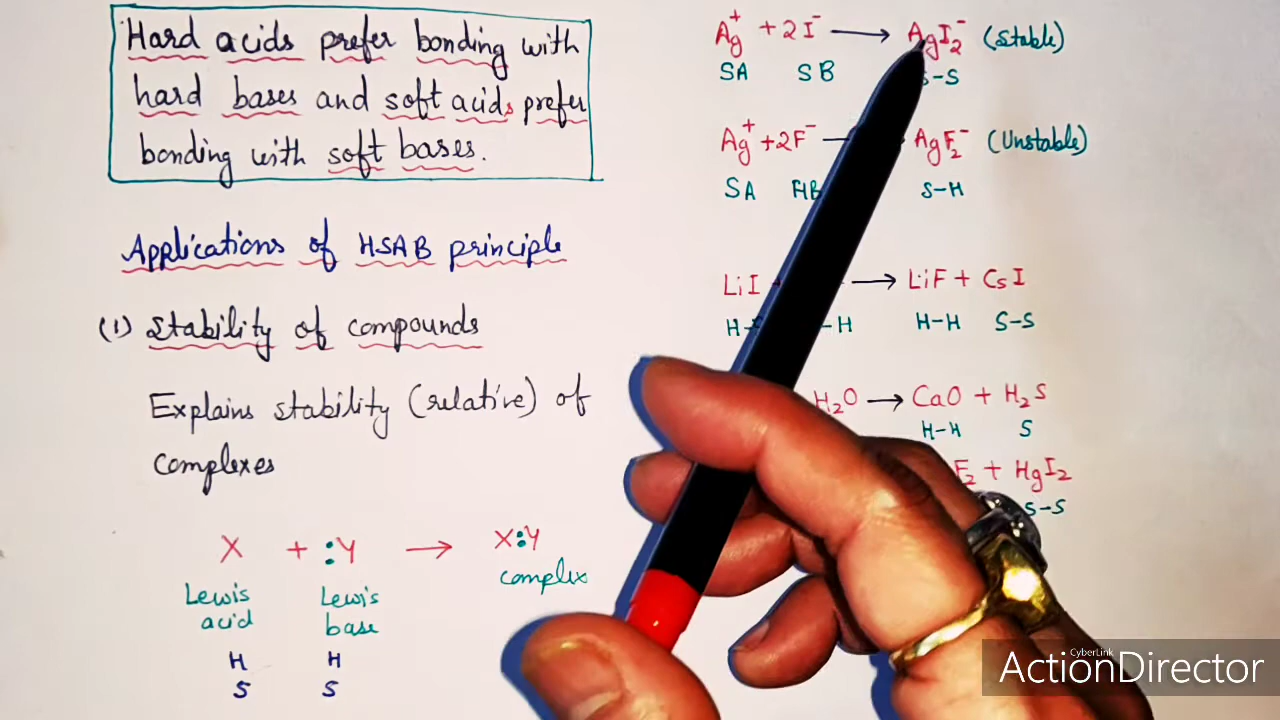 Hard acids prefer bonding with
hard bases and soft acids prefer
bonding with soft bases.
Applications of HSAB principle
(1) Stability of compounds
Explains stability (relative) of
complexes
X + :Y → X:Y
complex
Lewis acid
Lewis base
H H
S S
Ag⁺ + 2I⁻ → AgI₂⁻ (Stable)
SA SB S-S
Ag⁺ + 2F⁻ → AgF₂⁻ (Unstable)
SA HB S-H
LiI → LiF + CsI
H-H S-S
H₂O → CaO + H₂S
H-H S
F₂ + HgI₂
S-S
CyberLink
ActionDirector